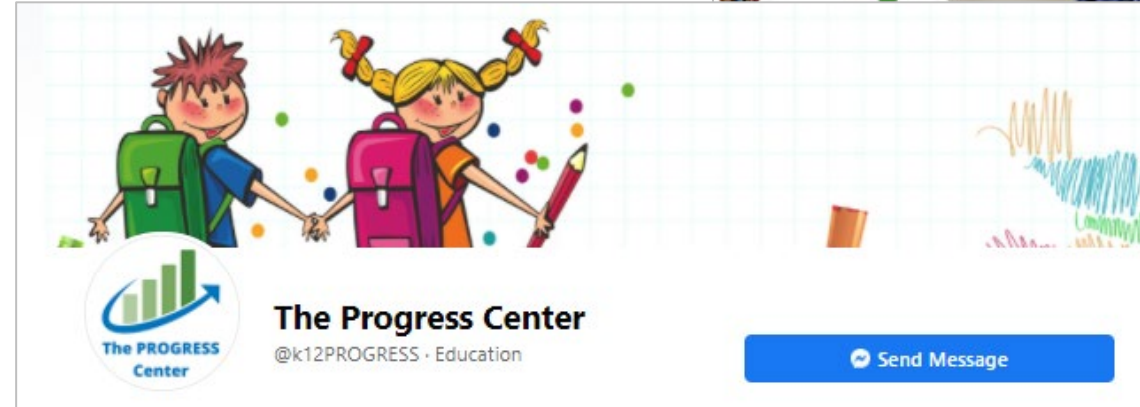 The PROGRESS
Center
The Progress Center
@k12PROGRESS · Education
Send Message